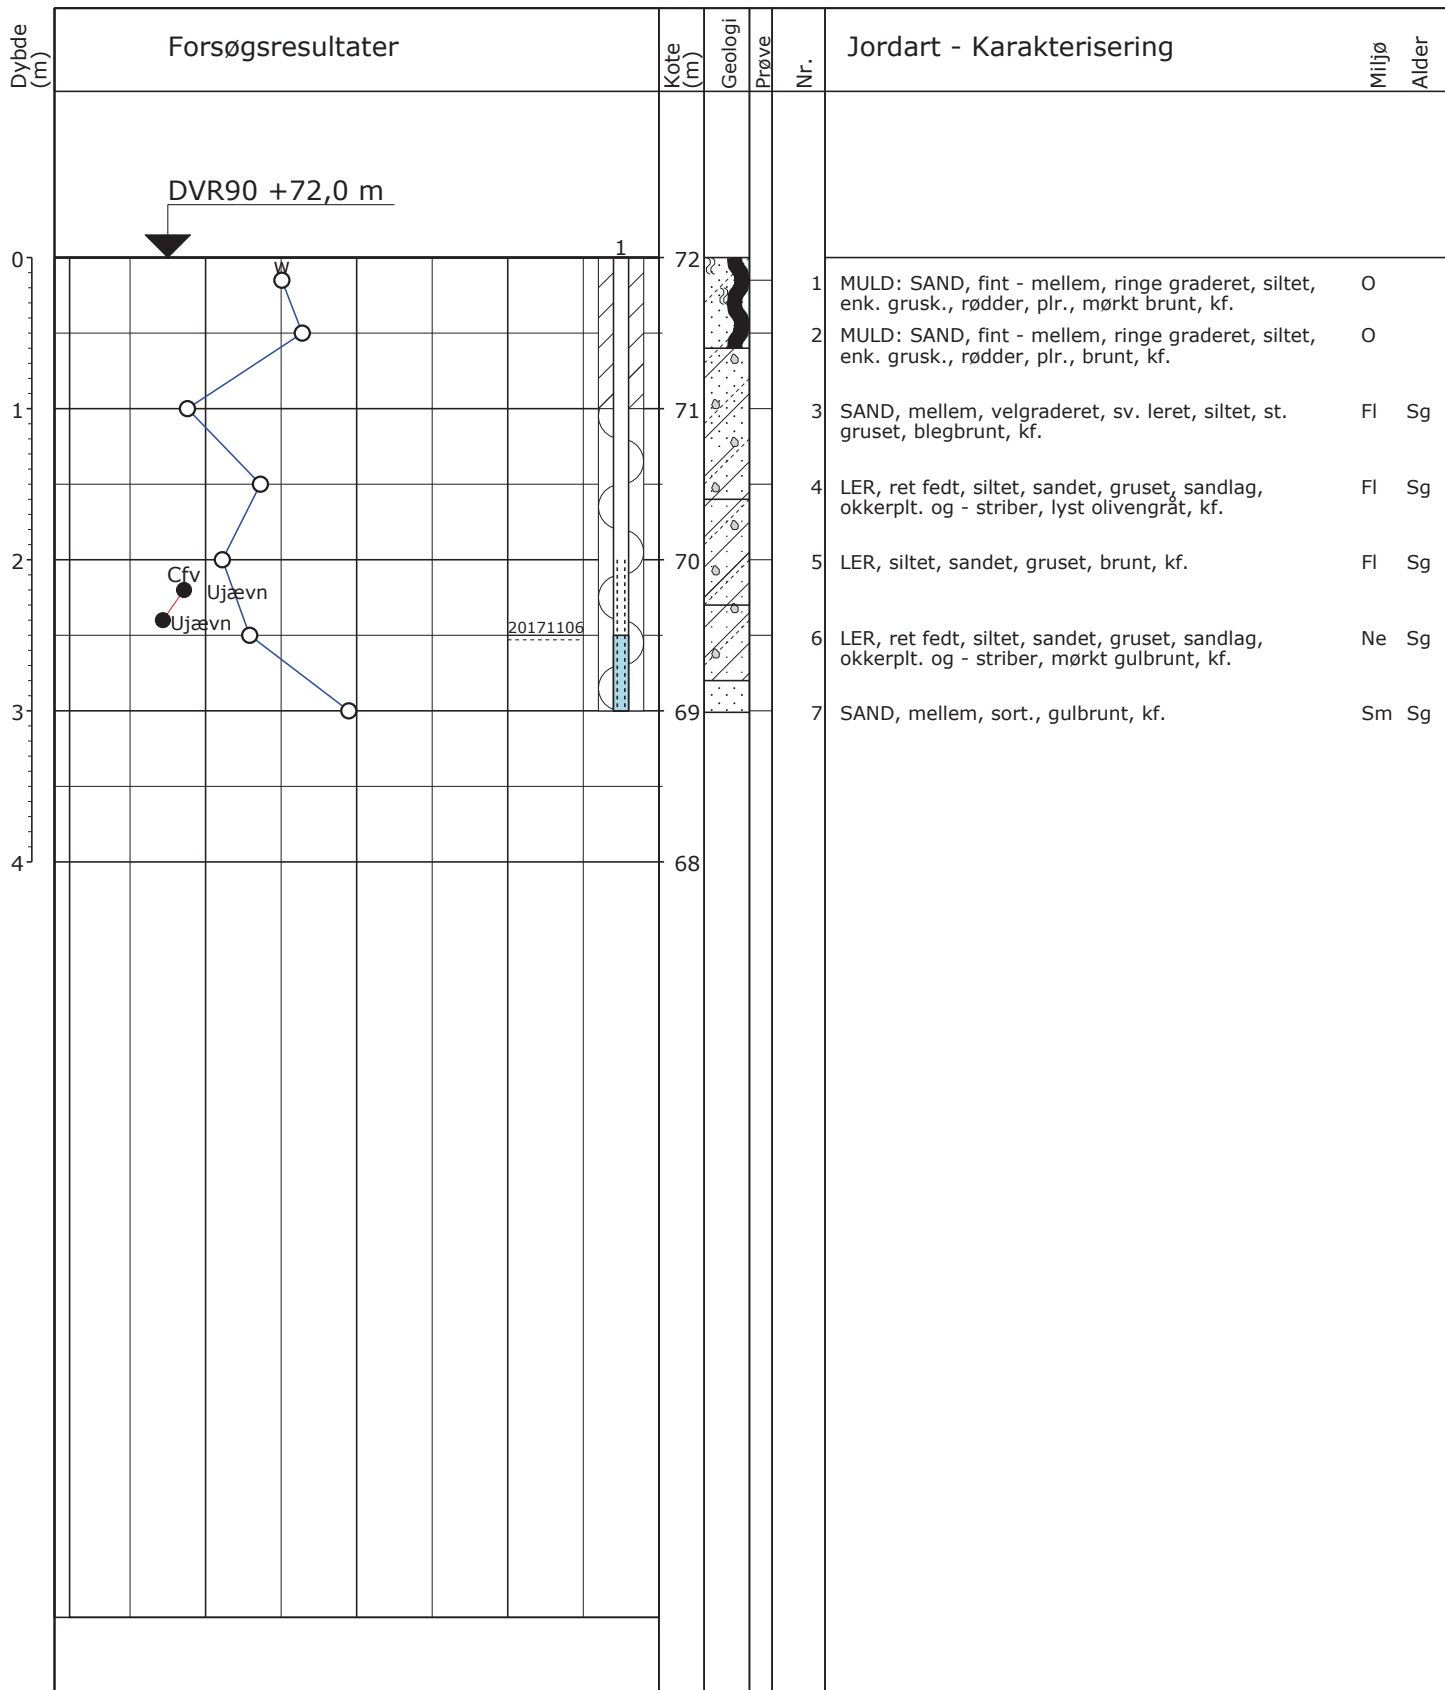 Dybde
(m)
Forsøgsresultater
Kote
(m)
Geologi
Prøve
Nr.
Jordart - Karakterisering
Miljø
Alder
DVR90 +72,0 m
1
0
W
72
1 MULD: SAND, fint - mellem, ringe graderet, siltet, O
enk. grusk., rødder, plr., mørkt brunt, kf.
2 MULD: SAND, fint - mellem, ringe graderet, siltet, O
enk. grusk., rødder, plr., brunt, kf.
1
71
3 SAND, mellem, velgraderet, sv. leret, siltet, st. Fl Sg
gruset, blegbrunt, kf.
4 LER, ret fedt, siltet, sandet, gruset, sandlag, Fl Sg
okkerplt. og - striber, lyst olivengråt, kf.
2
70
5 LER, siltet, sandet, gruset, brunt, kf. Fl Sg
Cfv
Ujævn
Ujævn
20171106
6 LER, ret fedt, siltet, sandet, gruset, sandlag, Ne Sg
okkerplt. og - striber, mørkt gulbrunt, kf.
3
69
7 SAND, mellem, sort., gulbrunt, kf. Sm Sg
4
68